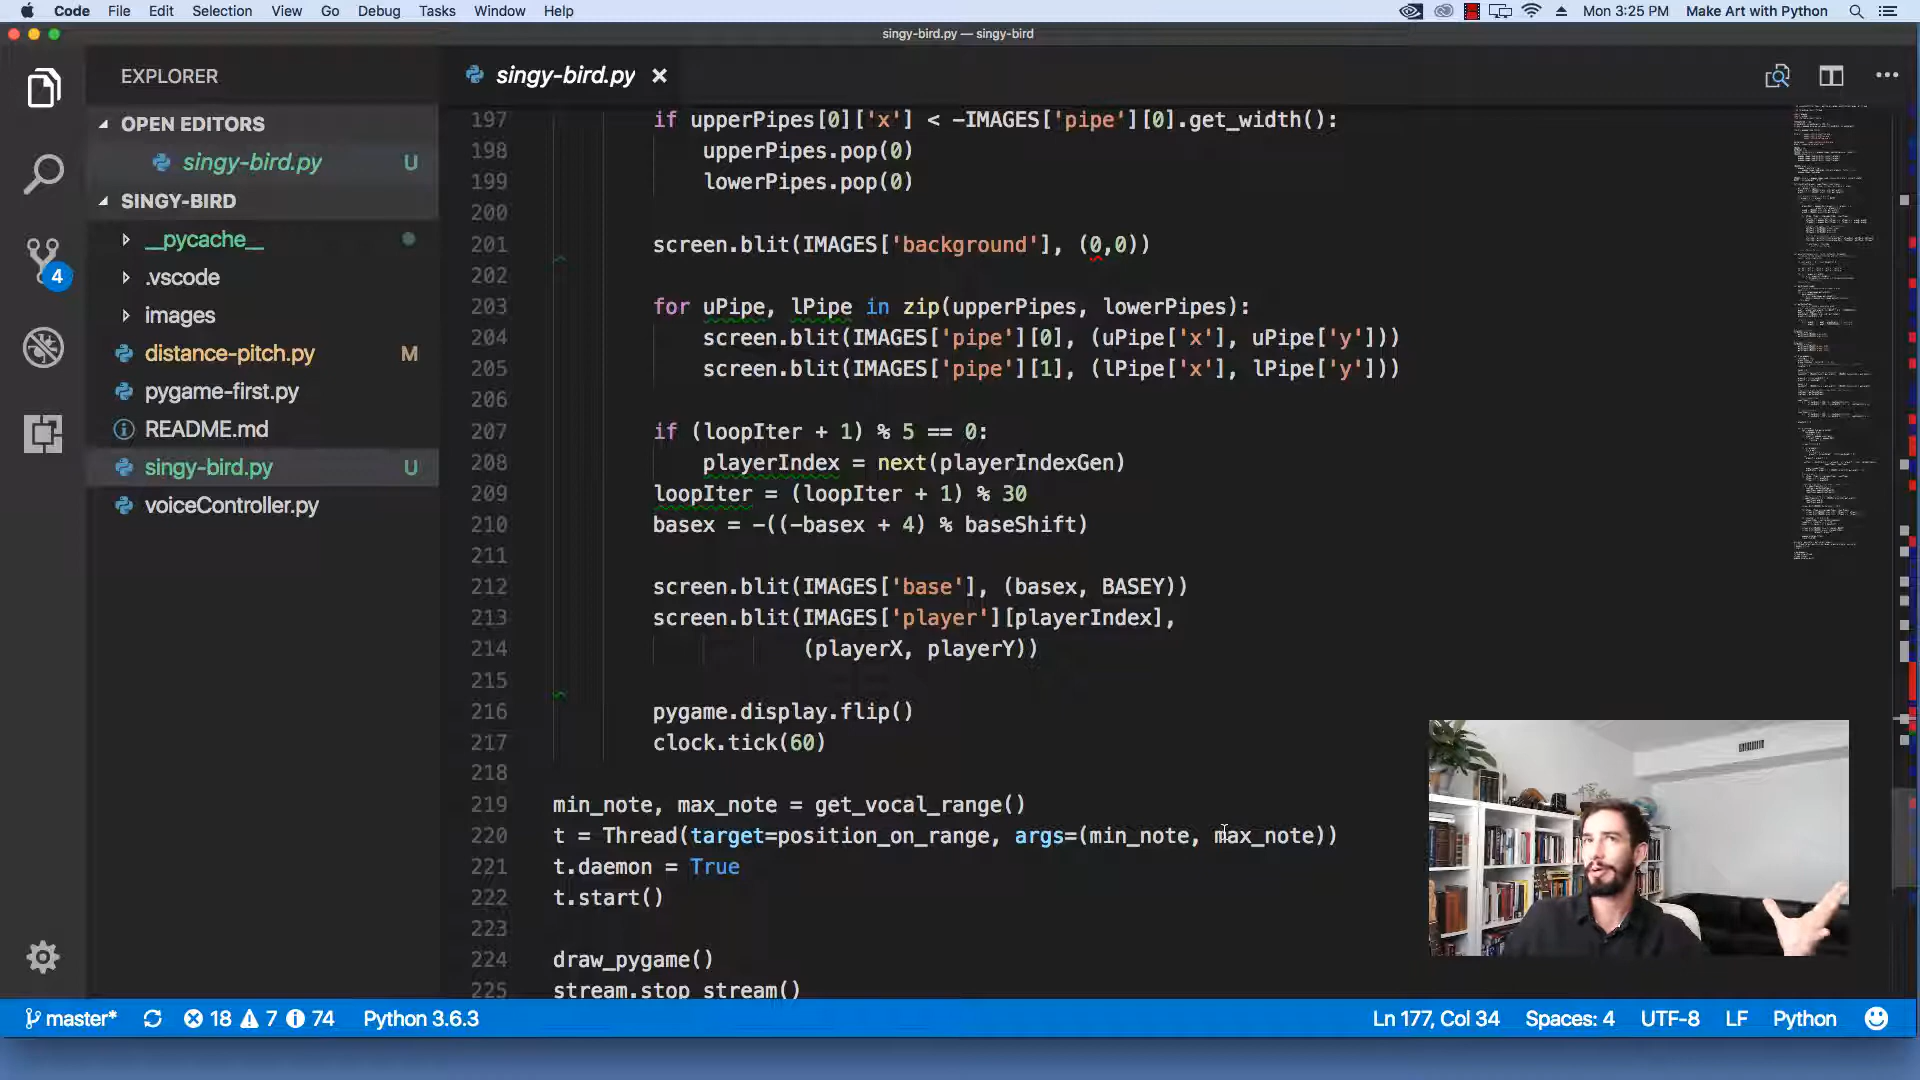 Code File Edit Selection View Go Debug Tasks Window Help Mon 3:25 PM Make Art with Python
singy-bird.py — singy-bird
EXPLORER
OPEN EDITORS
singy-bird.py U
SINGY-BIRD
__pycache__
.vscode
images
distance-pitch.py M
pygame-first.py
README.md
singy-bird.py U
voiceController.py
4
singy-bird.py
197 if upperPipes[0]['x'] < -IMAGES['pipe'][0].get_width():
198 upperPipes.pop(0)
199 lowerPipes.pop(0)
200
201 screen.blit(IMAGES['background'], (0,0))
202
203 for uPipe, lPipe in zip(upperPipes, lowerPipes):
204 screen.blit(IMAGES['pipe'][0], (uPipe['x'], uPipe['y']))
205 screen.blit(IMAGES['pipe'][1], (lPipe['x'], lPipe['y']))
206
207 if (loopIter + 1) % 5 == 0:
208 playerIndex = next(playerIndexGen)
209 loopIter = (loopIter + 1) % 30
210 basex = -((-basex + 4) % baseShift)
211
212 screen.blit(IMAGES['base'], (basex, BASEY))
213 screen.blit(IMAGES['player'][playerIndex],
214 (playerX, playerY))
215
216 pygame.display.flip()
217 clock.tick(60)
218
219 min_note, max_note = get_vocal_range()
220 t = Thread(target=position_on_range, args=(min_note, max_note))
221 t.daemon = True
222 t.start()
223
224 draw_pygame()
225 stream.stop_stream()
master* 18 7 74 Python 3.6.3 Ln 177, Col 34 Spaces: 4 UTF-8 LF Python